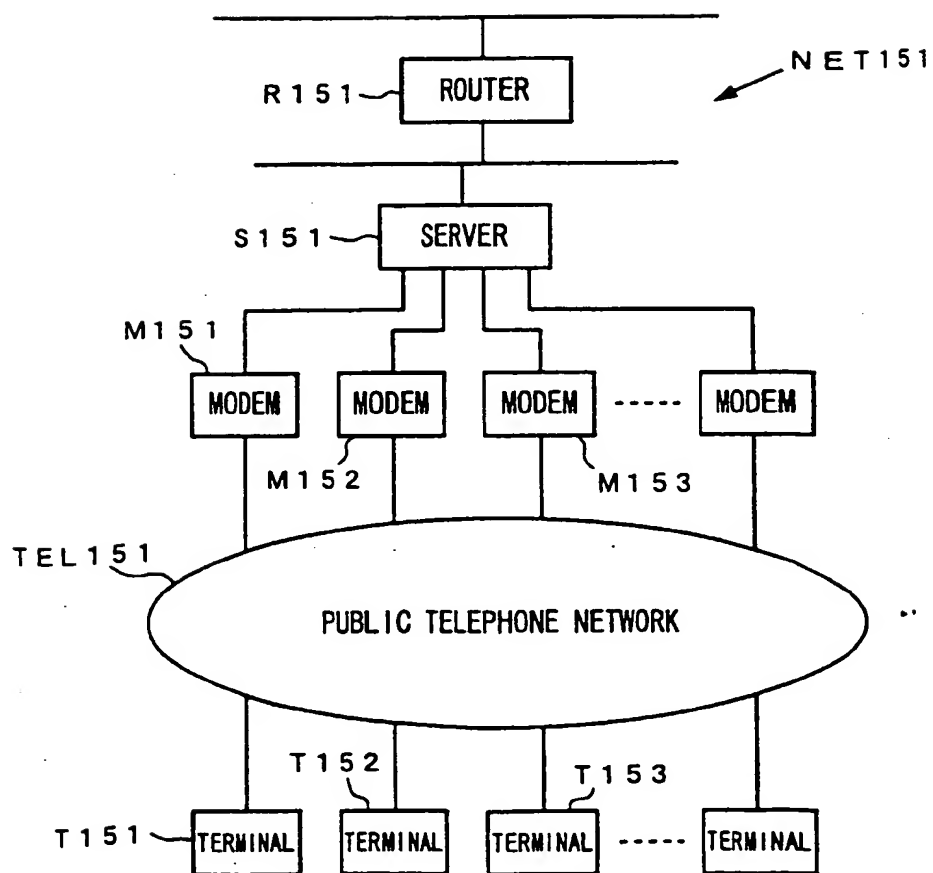 NET151
R151 ROUTER
S151 SERVER
M151
MODEM MODEM MODEM ----- MODEM
M152 M153
TEL151
PUBLIC TELEPHONE NETWORK
T152 T153
T151 TERMINAL TERMINAL TERMINAL ----- TERMINAL